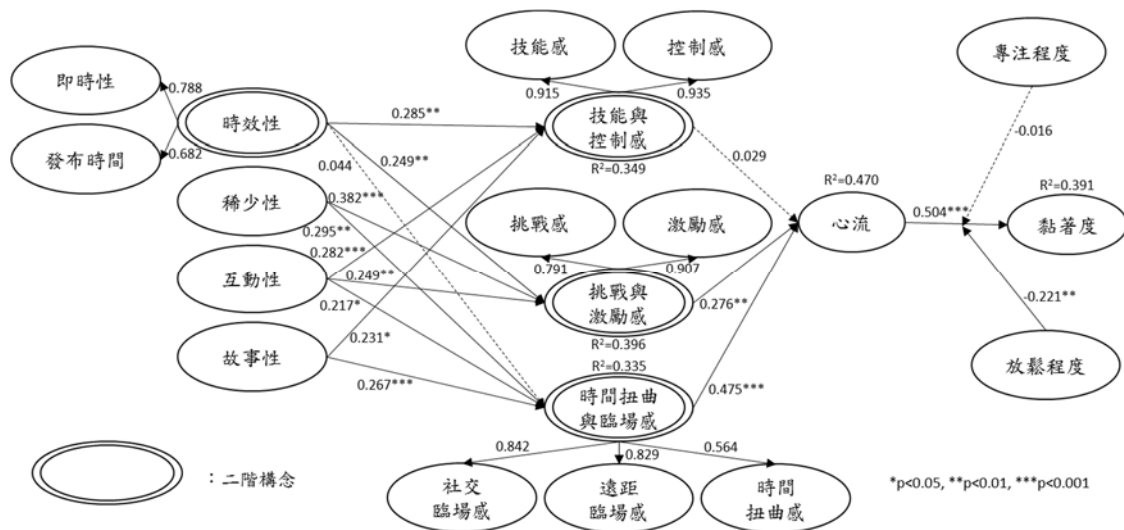 技能感
控制感
專注程度
即時性
0.788
0.915
0.935
時效性
0.285**
技能與
控制感
-0.016
發布時間
0.682
0.044
0.249**
R²=0.349
0.029
稀少性
0.382***
R²=0.470
R²=0.391
0.295**
挑戰感
激勵感
心流
0.504***
黏著度
0.282***
互動性
0.249**
0.791
0.907
挑戰與
激勵感
0.276**
0.217*
-0.221**
0.231*
R²=0.396
故事性
R²=0.335
放鬆程度
0.267***
時間扭曲
與臨場感
0.475***
0.842
0.829
0.564
：二階構念
社交
臨場感
遠距
臨場感
時間
扭曲感
*p<0.05, **p<0.01, ***p<0.001